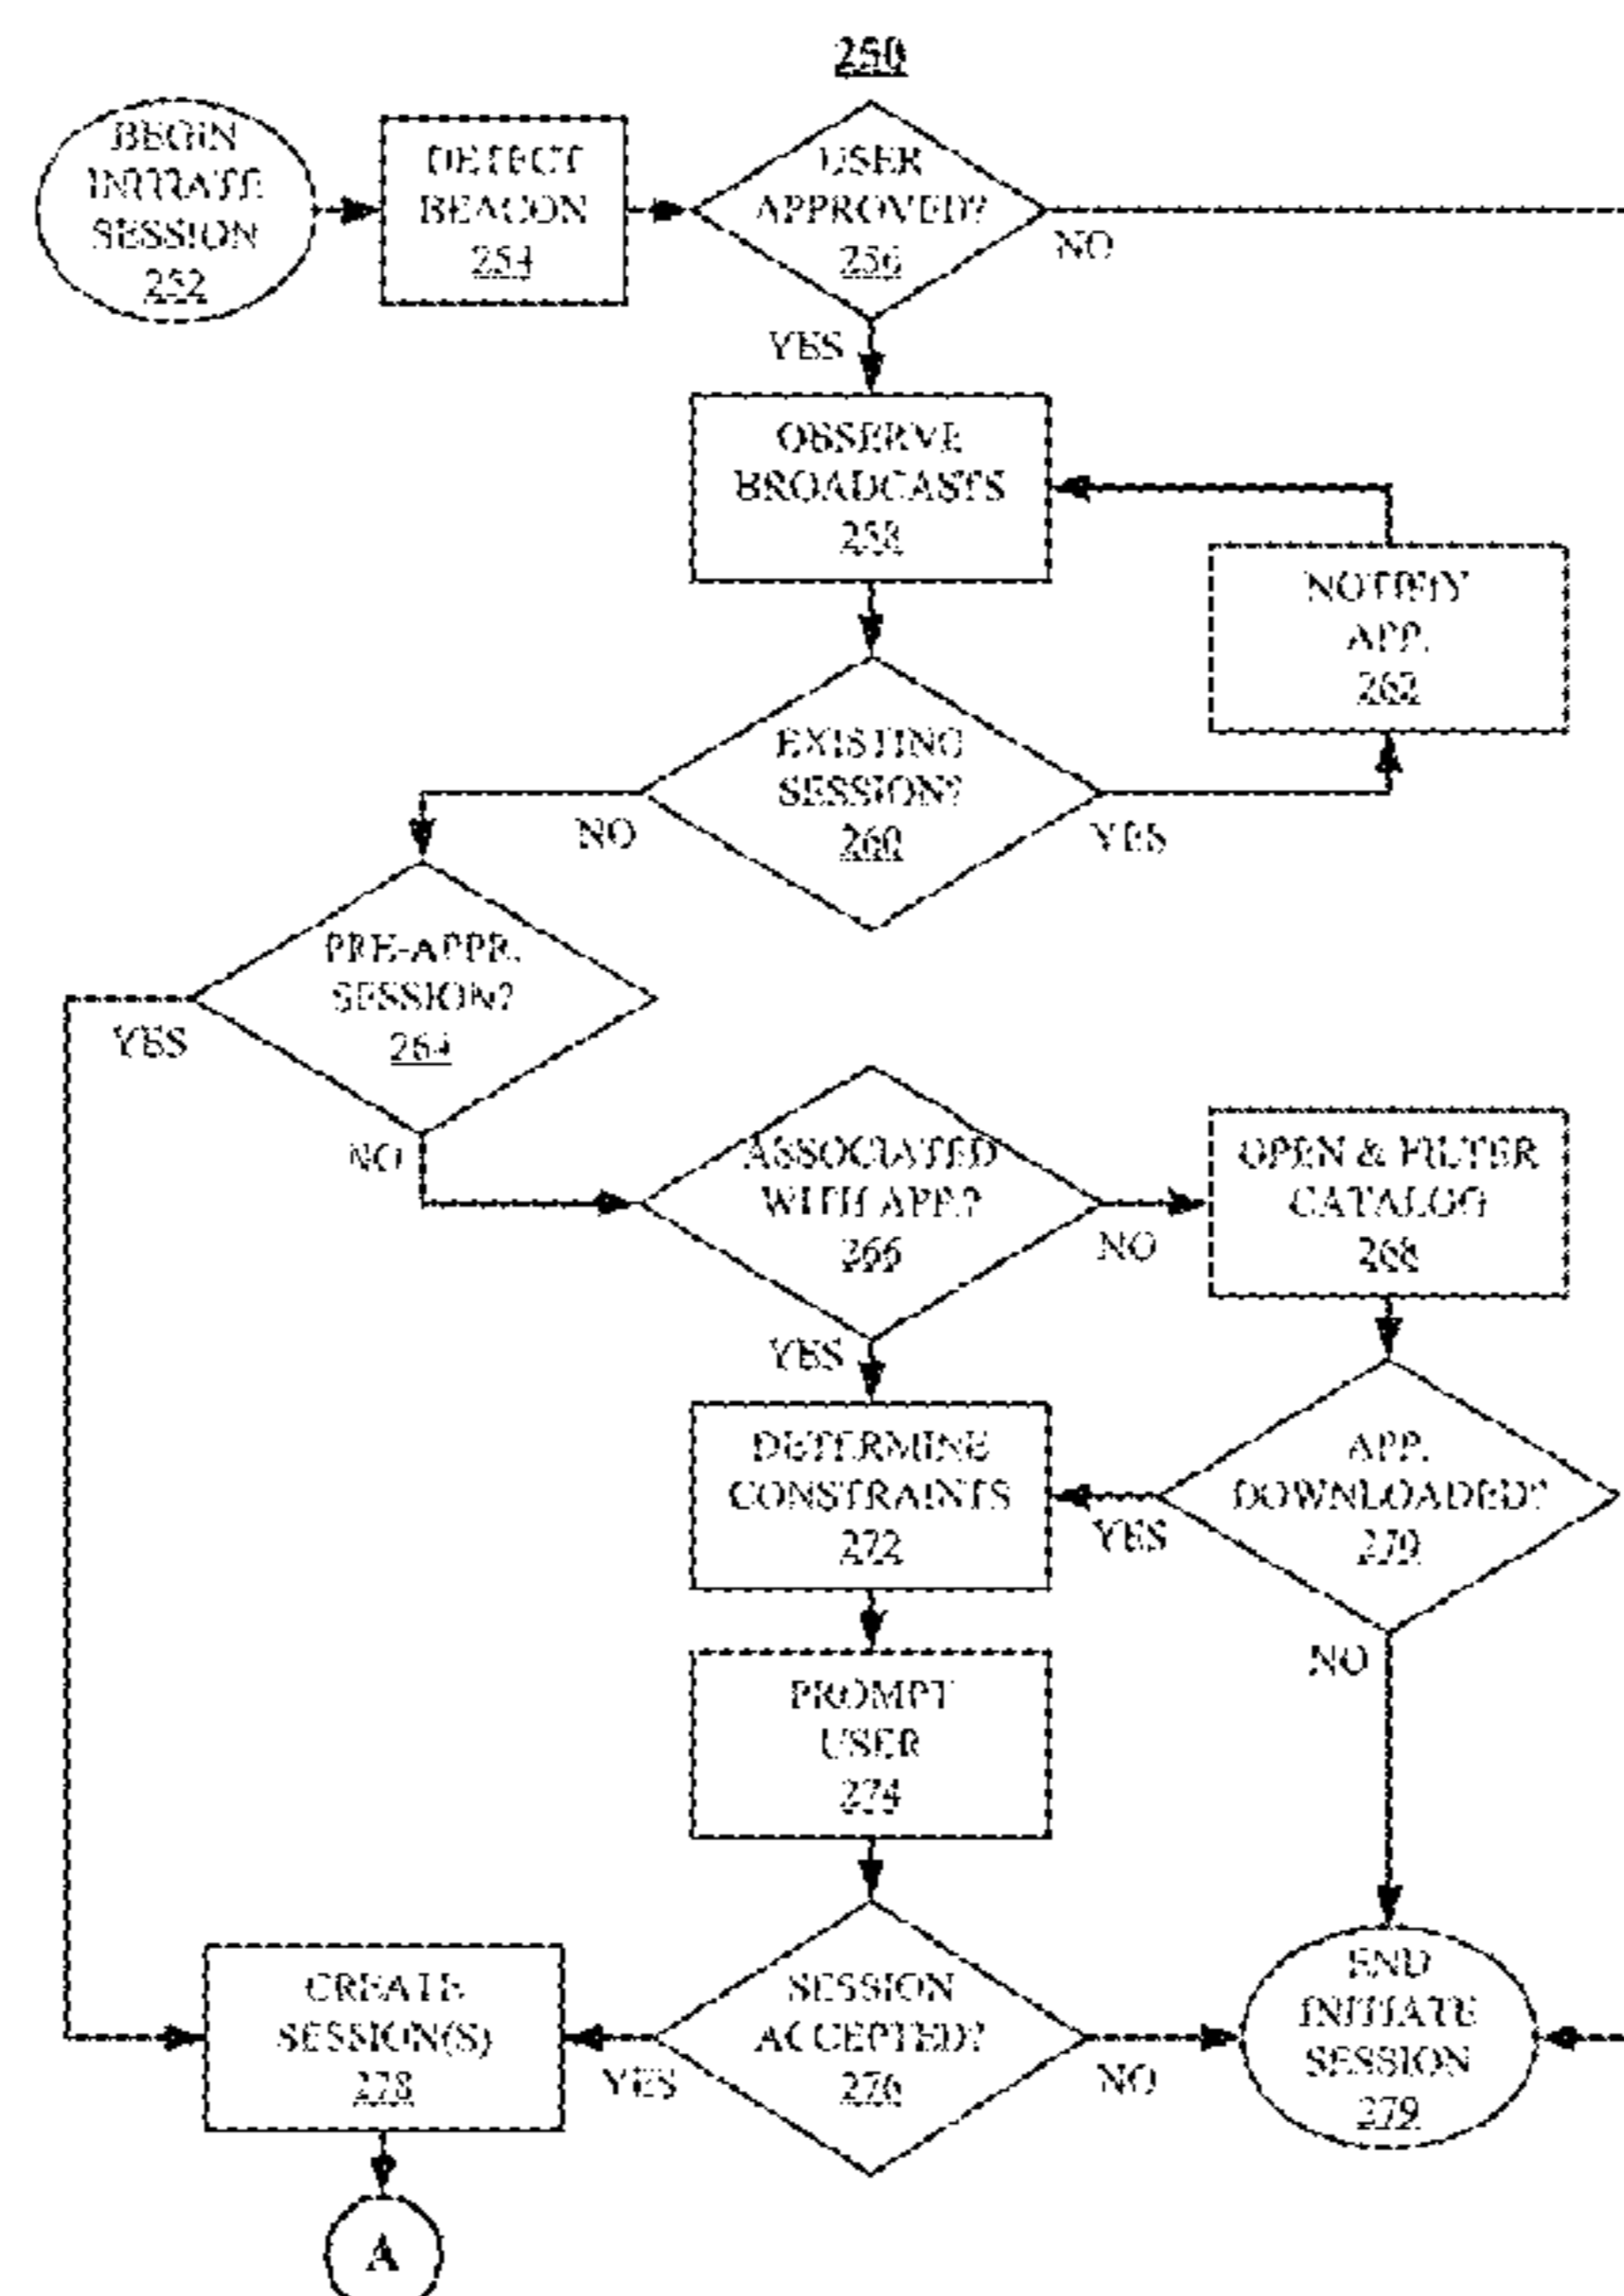 250
BEGIN
INITIATE
SESSION
252
DETECT
BEACON
254
USER
APPROVED?
256
NO
YES
OBSERVE
BROADCASTS
258
NOTIFY
APP.
262
EXISTING
SESSION?
260
NO
YES
PRE-APPR.
SESSION?
264
YES
NO
ASSOCIATED
WITH APP.?
266
NO
YES
OPEN & FILTER
CATALOG
268
DETERMINE
CONSTRAINTS
272
APP.
DOWNLOADED?
270
YES
NO
PROMPT
USER
274
CREATE
SESSION(S)
278
SESSION
ACCEPTED?
276
YES
NO
END
INITIATE
SESSION
279
A